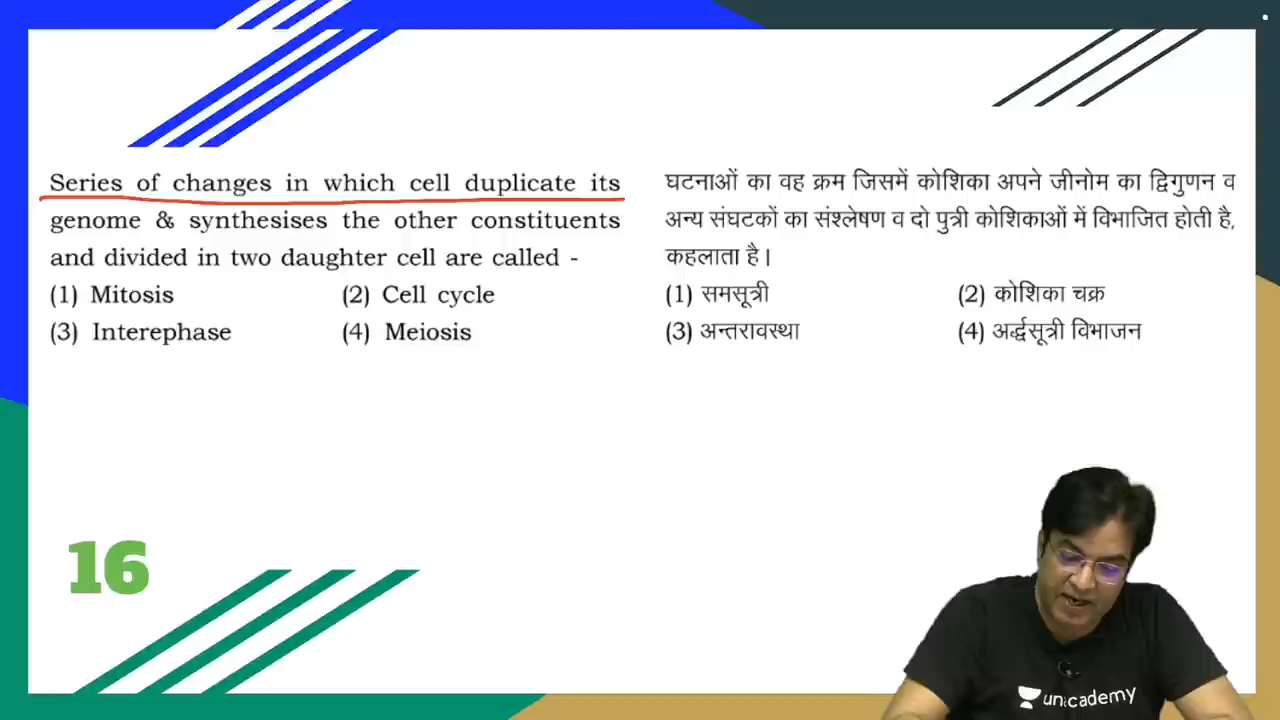 Series of changes in which cell duplicate its
genome & synthesises the other constituents
and divided in two daughter cell are called -
(1) Mitosis (2) Cell cycle
(3) Interephase (4) Meiosis
घटनाओं का वह क्रम जिसमें कोशिका अपने जीनोम का द्विगुणन व
अन्य संघटकों का संश्लेषण व दो पुत्री कोशिकाओं में विभाजित होती है,
कहलाता है।
(1) समसूत्री (2) कोशिका चक्र
(3) अन्तरावस्था (4) अर्द्धसूत्री विभाजन
16
unacademy